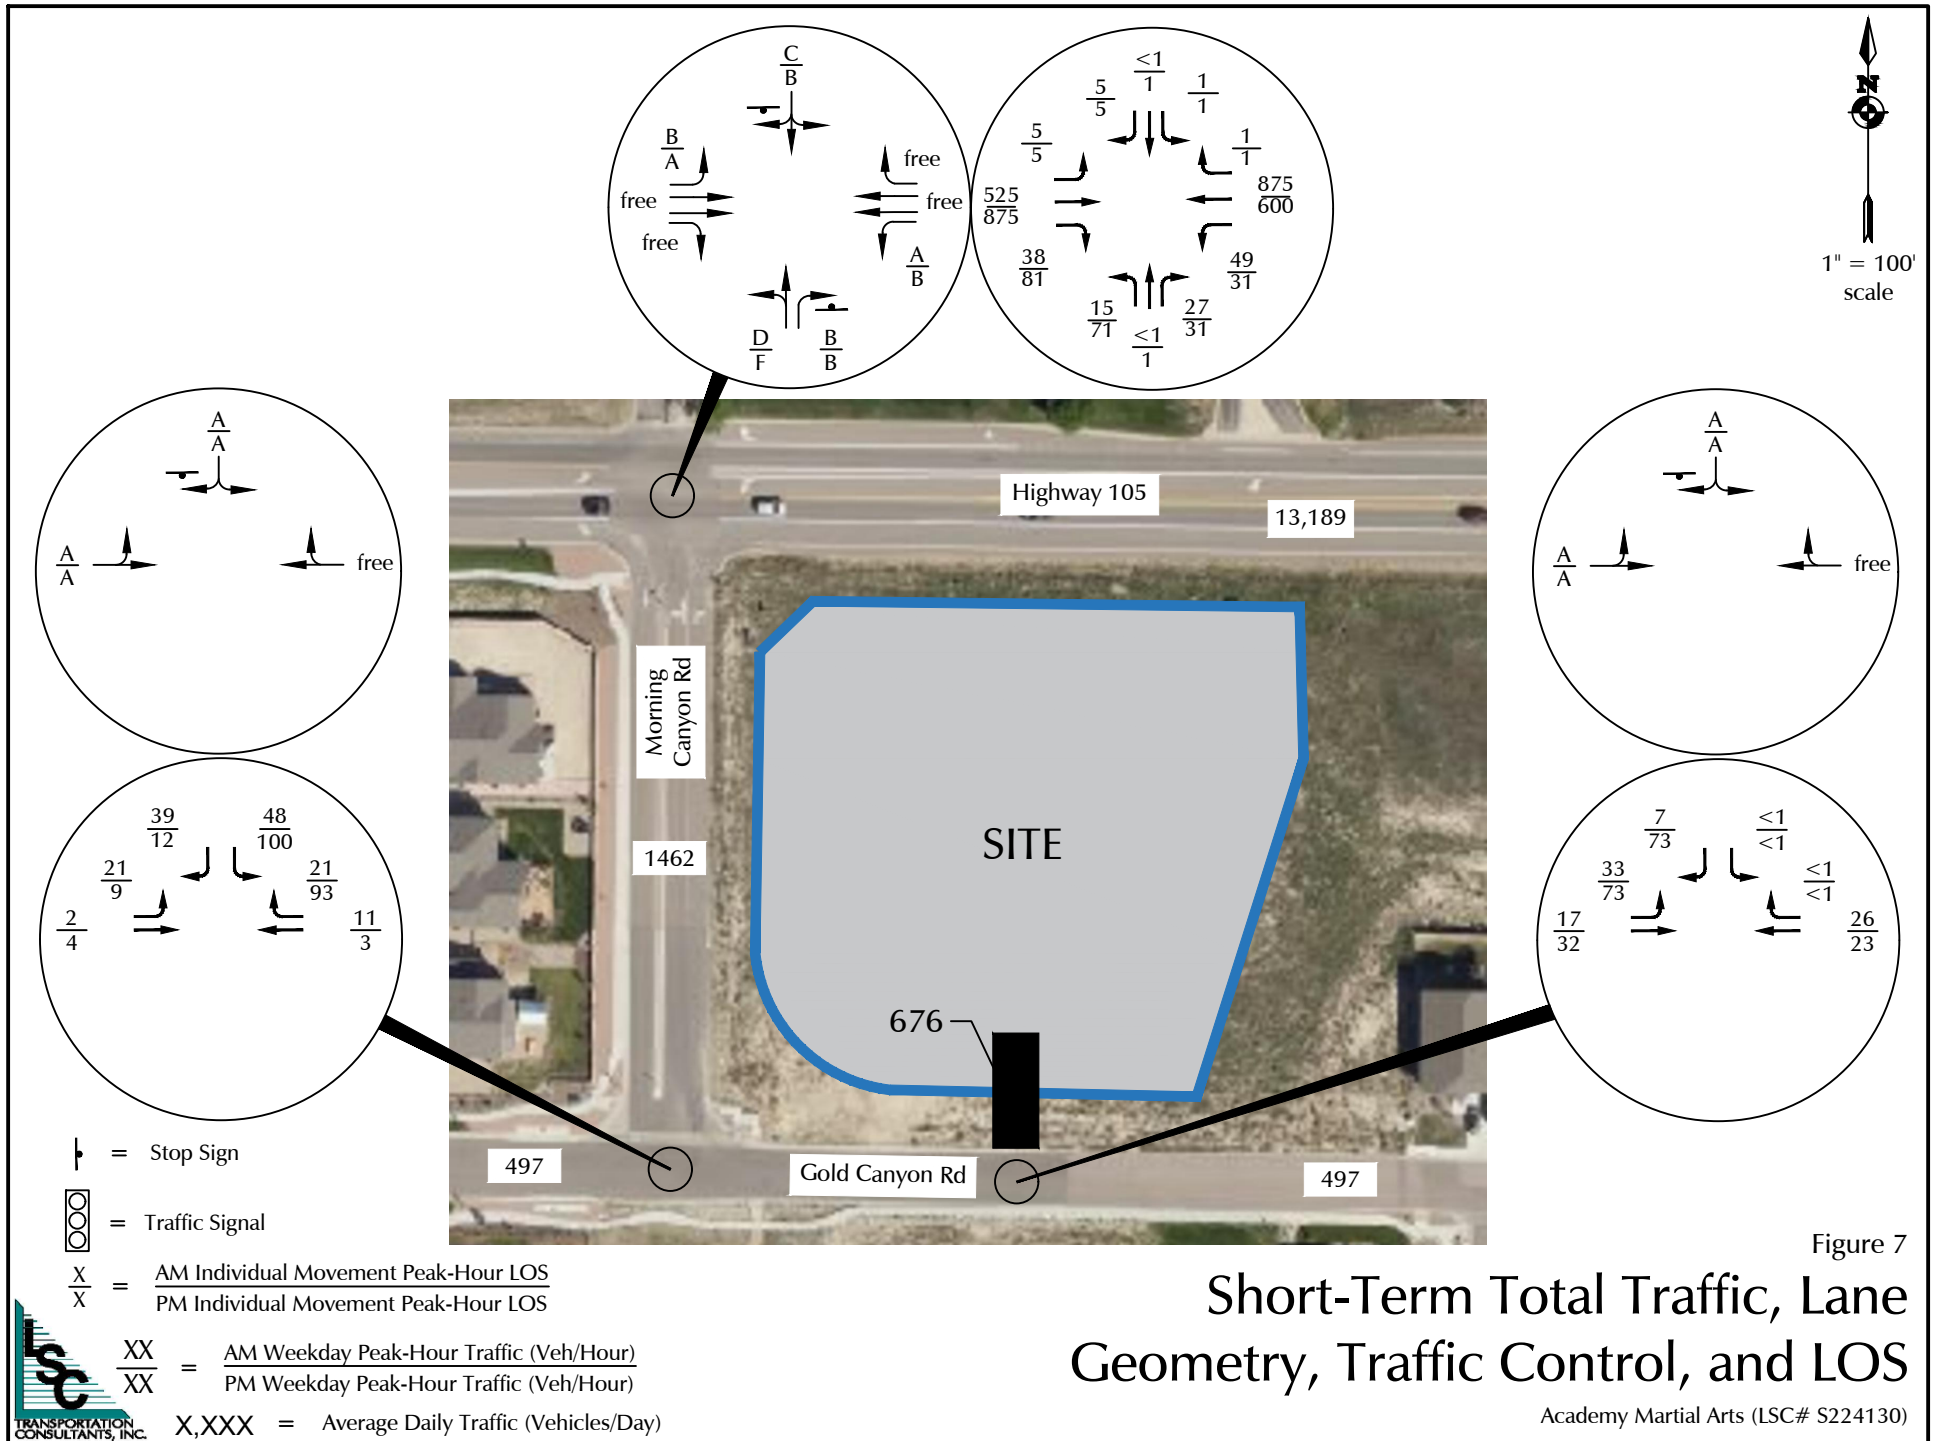 C
B
B
A
free
free
free
free
A
B
D
F
B
B
<1
1
5
5
1
1
5
5
1
1
525
875
875
600
38
81
49
31
15
71
27
31
<1
1
N
1" = 100'
scale
A
A
A
A
free
39
12
48
100
21
9
21
93
2
4
11
3
A
A
A
A
free
7
73
<1
<1
33
73
<1
<1
17
32
26
23
Highway 105
13,189
Morning
Canyon Rd
1462
SITE
676
497
Gold Canyon Rd
497
= Stop Sign
= Traffic Signal
X
X
=
AM Individual Movement Peak-Hour LOS
PM Individual Movement Peak-Hour LOS
XX
XX
=
AM Weekday Peak-Hour Traffic (Veh/Hour)
PM Weekday Peak-Hour Traffic (Veh/Hour)
X,XXX = Average Daily Traffic (Vehicles/Day)
LSC
TRANSPORTATION
CONSULTANTS, INC.
Figure 7
Short-Term Total Traffic, Lane
Geometry, Traffic Control, and LOS
Academy Martial Arts (LSC# S224130)